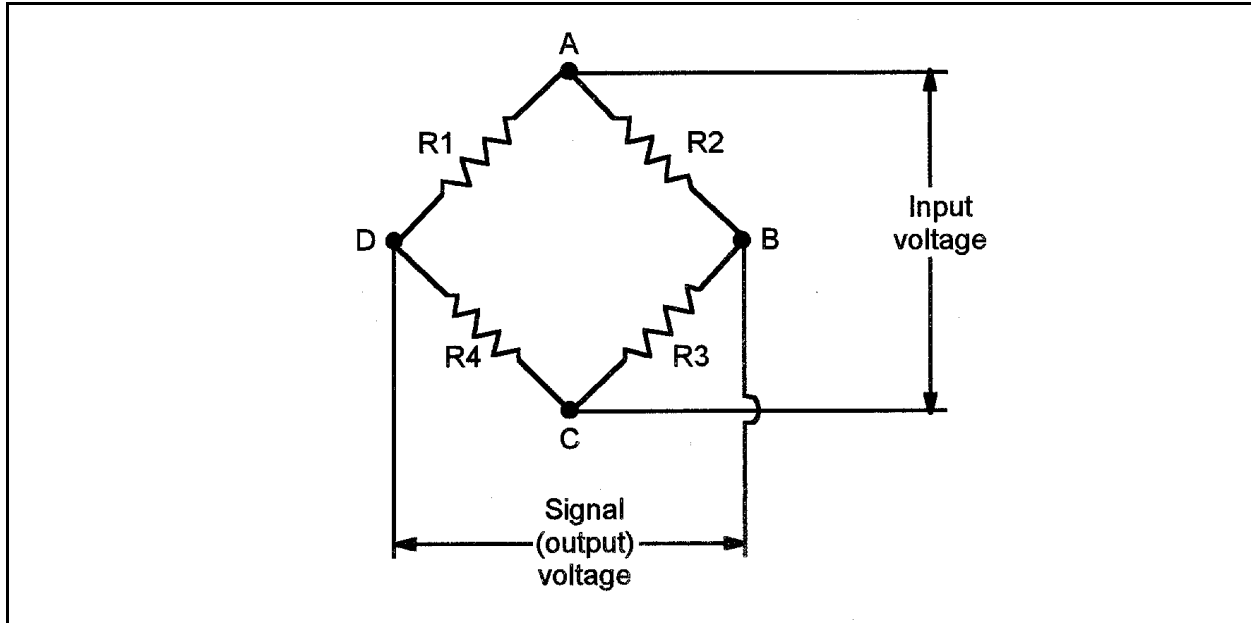 A
R1
R2
D
B
Input
voltage
R4
R3
C
Signal
(output)
voltage